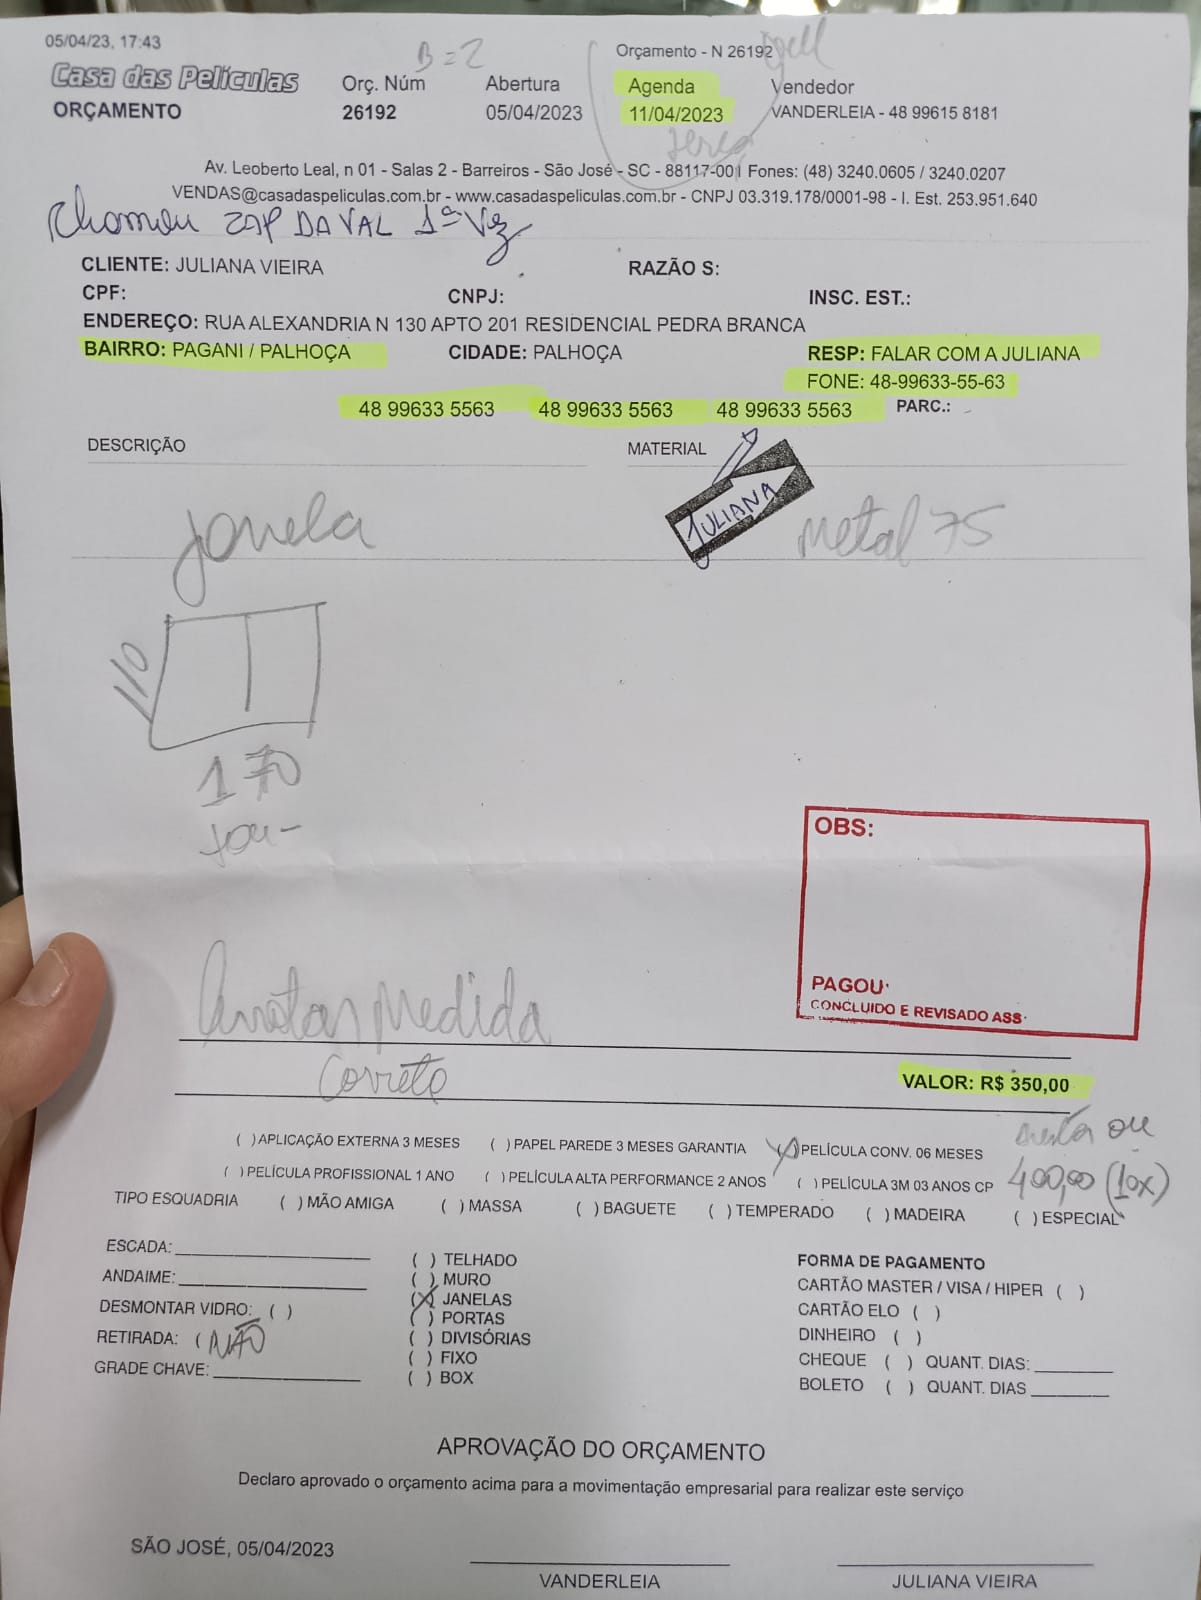 05/04/23, 17:43
B = 2
Orçamento - N 26192
Casa das Películas
Orç. Núm
Abertura
Agenda
Vendedor
ORÇAMENTO
26192
05/04/2023
11/04/2023
VANDERLEIA - 48 99615 8181
terça
Av. Leoberto Leal, n 01 - Salas 2 - Barreiros - São José - SC - 88117-001 Fones: (48) 3240.0605 / 3240.0207
VENDAS@casadaspeliculas.com.br - www.casadaspeliculas.com.br - CNPJ 03.319.178/0001-98 - I. Est. 253.951.640
Chamou ZAP DA VAL 1ª Vez
CLIENTE: JULIANA VIEIRA
RAZÃO S:
CPF:
CNPJ:
INSC. EST.:
ENDEREÇO: RUA ALEXANDRIA N 130 APTO 201 RESIDENCIAL PEDRA BRANCA
BAIRRO: PAGANI / PALHOÇA
CIDADE: PALHOÇA
RESP: FALAR COM A JULIANA
FONE: 48-99633-55-63
48 99633 5563
48 99633 5563
48 99633 5563
PARC.:
DESCRIÇÃO
MATERIAL
JULIANA
Janela
Metal 75
110
170
OBS:
PAGOU
CONCLUIDO E REVISADO ASS
Anotar Medida
Correto
VALOR: R$ 350,00
( ) APLICAÇÃO EXTERNA 3 MESES
( ) PAPEL PAREDE 3 MESES GARANTIA
(X) PELÍCULA CONV. 06 MESES
ou
( ) PELÍCULA PROFISSIONAL 1 ANO
( ) PELÍCULA ALTA PERFORMANCE 2 ANOS
( ) PELÍCULA 3M 03 ANOS CP
400,00 (10x)
TIPO ESQUADRIA
( ) MÃO AMIGA
( ) MASSA
( ) BAGUETE
( ) TEMPERADO
( ) MADEIRA
( ) ESPECIAL
ESCADA:
( ) TELHADO
FORMA DE PAGAMENTO
ANDAIME:
( ) MURO
CARTÃO MASTER / VISA / HIPER ( )
DESMONTAR VIDRO: ( )
(X) JANELAS
CARTÃO ELO ( )
( ) PORTAS
RETIRADA: ( NÃO
( ) DIVISÓRIAS
DINHEIRO ( )
( ) FIXO
CHEQUE ( ) QUANT. DIAS:
GRADE CHAVE:
( ) BOX
BOLETO ( ) QUANT. DIAS
APROVAÇÃO DO ORÇAMENTO
Declaro aprovado o orçamento acima para a movimentação empresarial para realizar este serviço
SÃO JOSÉ, 05/04/2023
VANDERLEIA
JULIANA VIEIRA